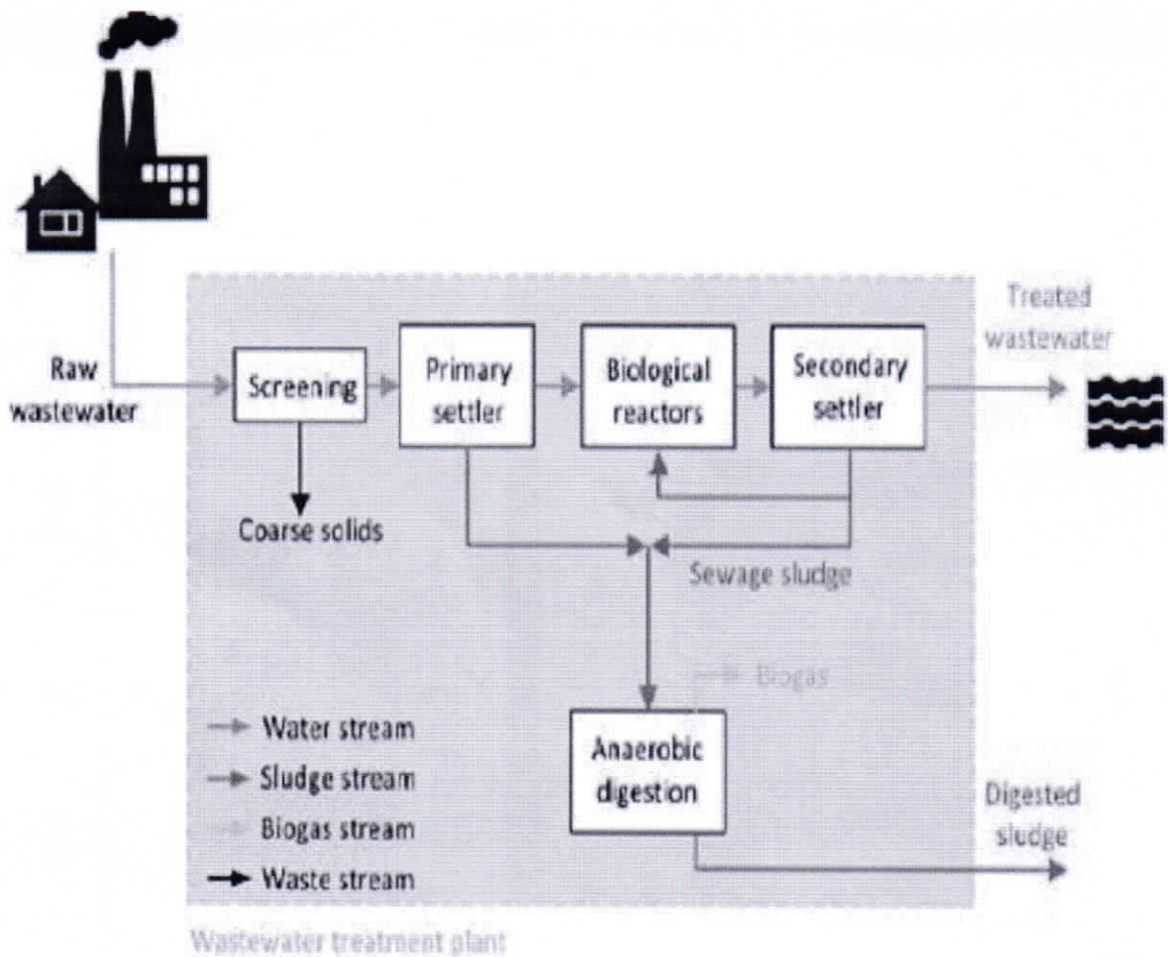 Raw
wastewater
Screening
Primary
settler
Biological
reactors
Secondary
settler
Treated
wastewater
Coarse solids
Sewage sludge
Biogas
Anaerobic
digestion
Digested
sludge
Water stream
Sludge stream
Biogas stream
Waste stream
Wastewater treatment plant